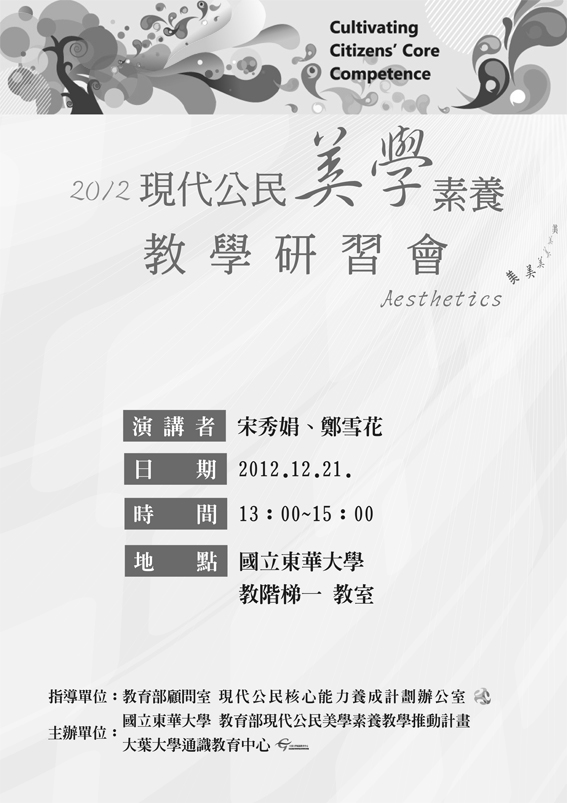 Cultivating
Citizens' Core
Competence
2012 現代公民美學素養
教學研習會
Aesthetics
美 美 美 美 美 美
演講者 宋秀娟、鄭雪花
日期 2012.12.21.
時間 13：00~15：00
地點 國立東華大學
教階梯一 教室
指導單位：教育部顧問室 現代公民核心能力養成計劃辦公室
主辦單位：國立東華大學 教育部現代公民美學素養教學推動計畫
大葉大學通識教育中心